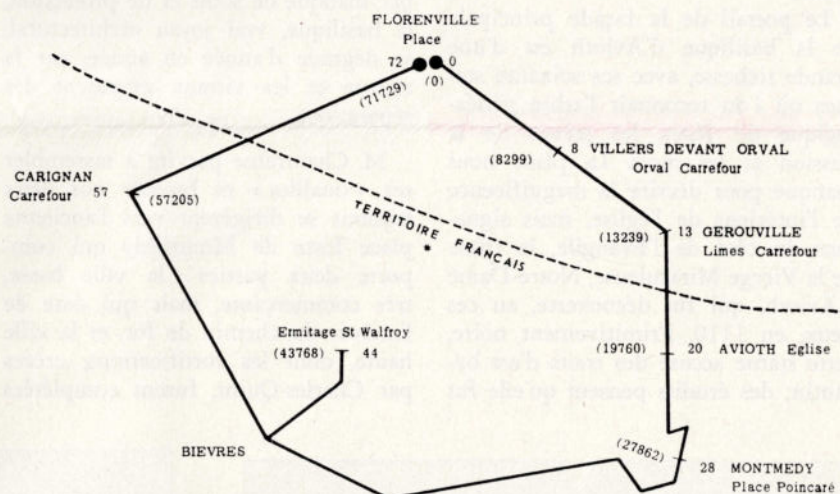 FLORENVILLE
Place
72
0
(71729)
(0)
(8299)
8 VILLERS DEVANT ORVAL
Orval Carrefour
CARIGNAN
Carrefour 57
(57205)
TERRITOIRE FRANCAIS
(13239)
13 GEROUVILLE
Limes Carrefour
Ermitage St Walfroy
(43768)
44
(19760)
20 AVIOTH Eglise
BIEVRES
(27862)
28 MONTMEDY
Place Poincaré